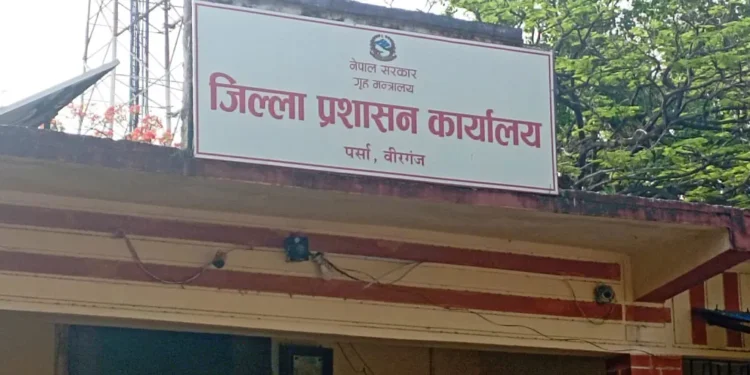 नेपाल सरकार
गृह मन्त्रालय
जिल्ला प्रशासन कार्यालय
पर्सा, वीरगंज